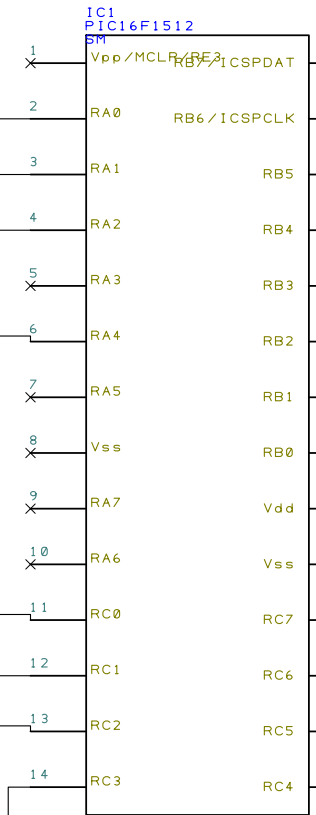 IC1
PIC16F1512
SM
1 Vpp/MCLR/RE3 RB7/ICSPDAT
2 RA0 RB6/ICSPCLK
3 RA1 RB5
4 RA2 RB4
5 RA3 RB3
6 RA4 RB2
7 RA5 RB1
8 Vss RB0
9 RA7 Vdd
10 RA6 Vss
11 RC0 RC7
12 RC1 RC6
13 RC2 RC5
14 RC3 RC4